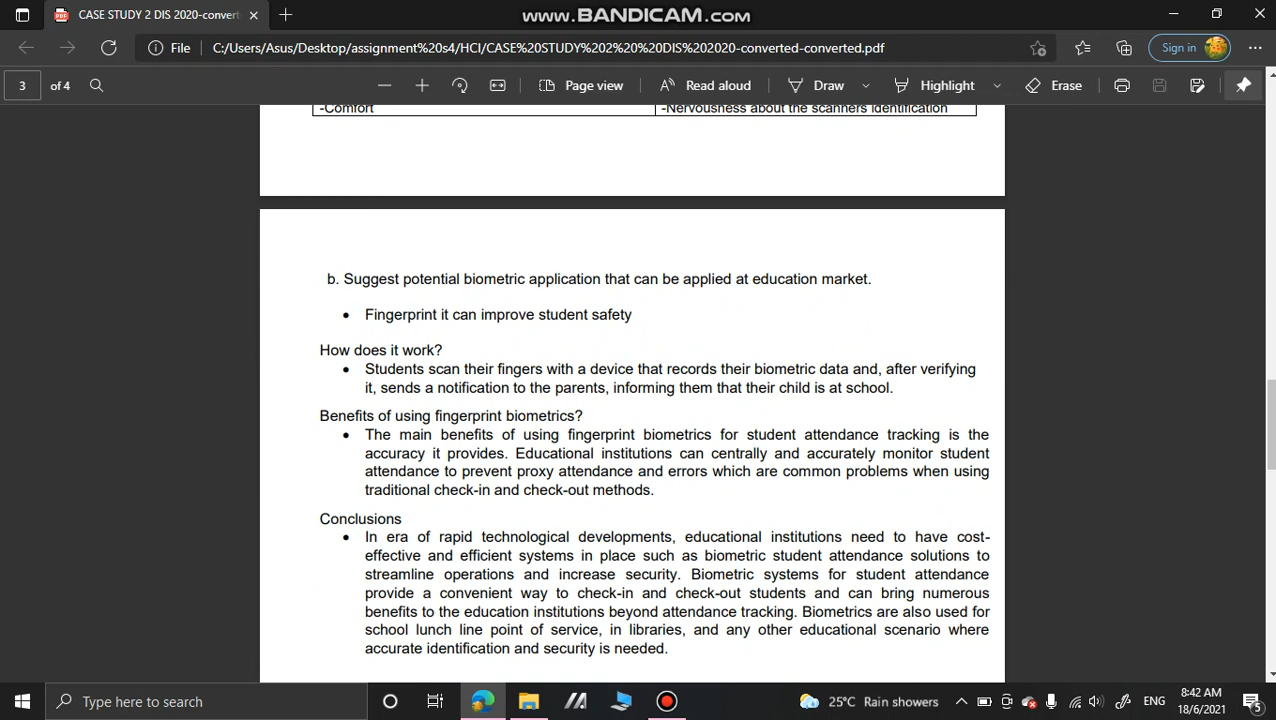 CASE STUDY 2 DIS 2020-convert
www.BANDICAM.com
File
C:/Users/Asus/Desktop/assignment%20s4/HCI/CASE%20STUDY%202%20%20DIS%202020-converted-converted.pdf
Sign in
3 of 4
Page view
Read aloud
Draw
Highlight
Erase
-Comfort
-Nervousness about the scanners identification
b. Suggest potential biometric application that can be applied at education market.
• Fingerprint it can improve student safety
How does it work?
• Students scan their fingers with a device that records their biometric data and, after verifying
it, sends a notification to the parents, informing them that their child is at school.
Benefits of using fingerprint biometrics?
• The main benefits of using fingerprint biometrics for student attendance tracking is the
accuracy it provides. Educational institutions can centrally and accurately monitor student
attendance to prevent proxy attendance and errors which are common problems when using
traditional check-in and check-out methods.
Conclusions
• In era of rapid technological developments, educational institutions need to have cost-
effective and efficient systems in place such as biometric student attendance solutions to
streamline operations and increase security. Biometric systems for student attendance
provide a convenient way to check-in and check-out students and can bring numerous
benefits to the education institutions beyond attendance tracking. Biometrics are also used for
school lunch line point of service, in libraries, and any other educational scenario where
accurate identification and security is needed.
Type here to search
25°C Rain showers
ENG
8:42 AM
18/6/2021
5